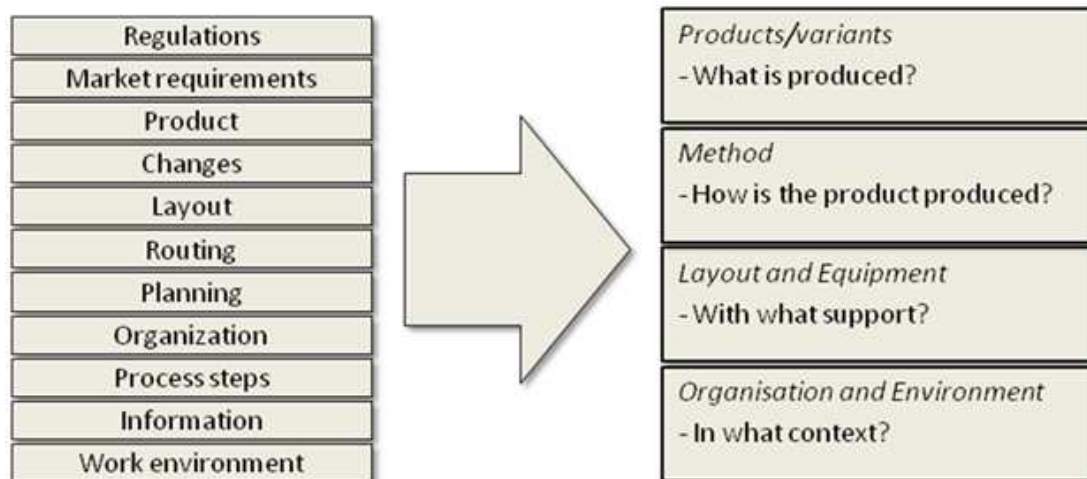 Regulations
Market requirements
Product
Changes
Layout
Routing
Planning
Organization
Process steps
Information
Work environment
Products/variants
- What is produced?
Method
- How is the product produced?
Layout and Equipment
- With what support?
Organisation and Environment
- In what context?